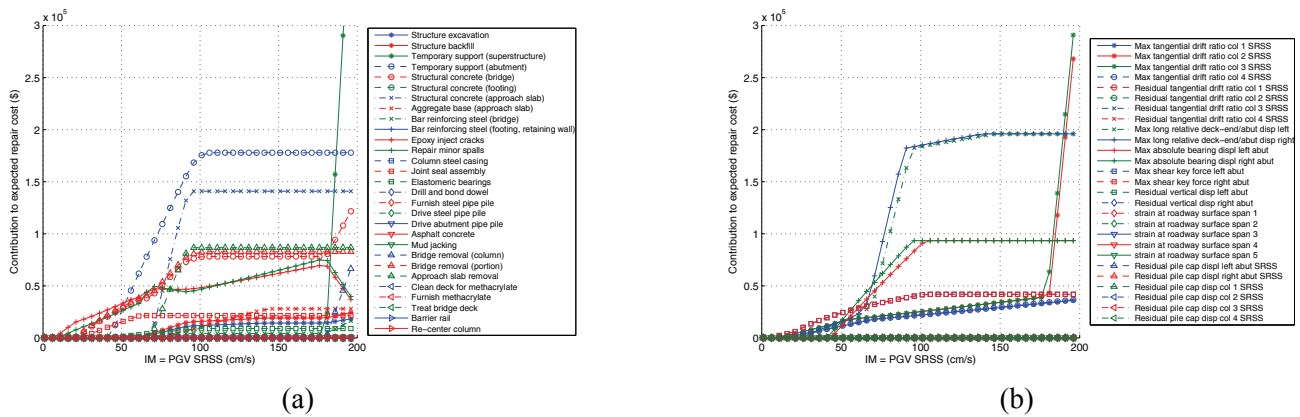 x 10^5
3
2.5
2
1.5
1
0.5
0
Contribution to expected repair cost ($)
0 50 100 150 200
IM = PGV SRSS (cm/s)
Structure excavation
Structure backfill
Temporary support (superstructure)
Temporary support (abutment)
Structural concrete (bridge)
Structural concrete (footing)
Structural concrete (approach slab)
Aggregate base (approach slab)
Bar reinforcing steel (bridge)
Bar reinforcing steel (footing, retaining wall)
Epoxy inject cracks
Repair minor spalls
Column steel casing
Joint seal assembly
Elastomeric bearings
Drill and bond dowel
Furnish steel pipe pile
Drive steel pipe pile
Drive abutment pipe pile
Asphalt concrete
Mud jacking
Bridge removal (column)
Bridge removal (portion)
Approach slab removal
Clean deck for methacrylate
Furnish methacrylate
Treat bridge deck
Barrier rail
Re-center column
(a)
x 10^5
3
2.5
2
1.5
1
0.5
0
Contribution to expected repair cost ($)
0 50 100 150 200
IM = PGV SRSS (cm/s)
Max tangential drift ratio col 1 SRSS
Max tangential drift ratio col 2 SRSS
Max tangential drift ratio col 3 SRSS
Max tangential drift ratio col 4 SRSS
Residual tangential drift ratio col 1 SRSS
Residual tangential drift ratio col 2 SRSS
Residual tangential drift ratio col 3 SRSS
Residual tangential drift ratio col 4 SRSS
Max long relative deck-end/abut disp left
Max long relative deck-end/abut disp right
Max absolute bearing displ left abut
Max absolute bearing displ right abut
Max shear key force left abut
Max shear key force right abut
Residual vertical disp left abut
Residual vertical disp right abut
strain at roadway surface span 1
strain at roadway surface span 2
strain at roadway surface span 3
strain at roadway surface span 4
strain at roadway surface span 5
Residual pile cap displ left abut SRSS
Residual pile cap displ right abut SRSS
Residual pile cap disp col 1 SRSS
Residual pile cap disp col 2 SRSS
Residual pile cap disp col 3 SRSS
Residual pile cap disp col 4 SRSS
(b)